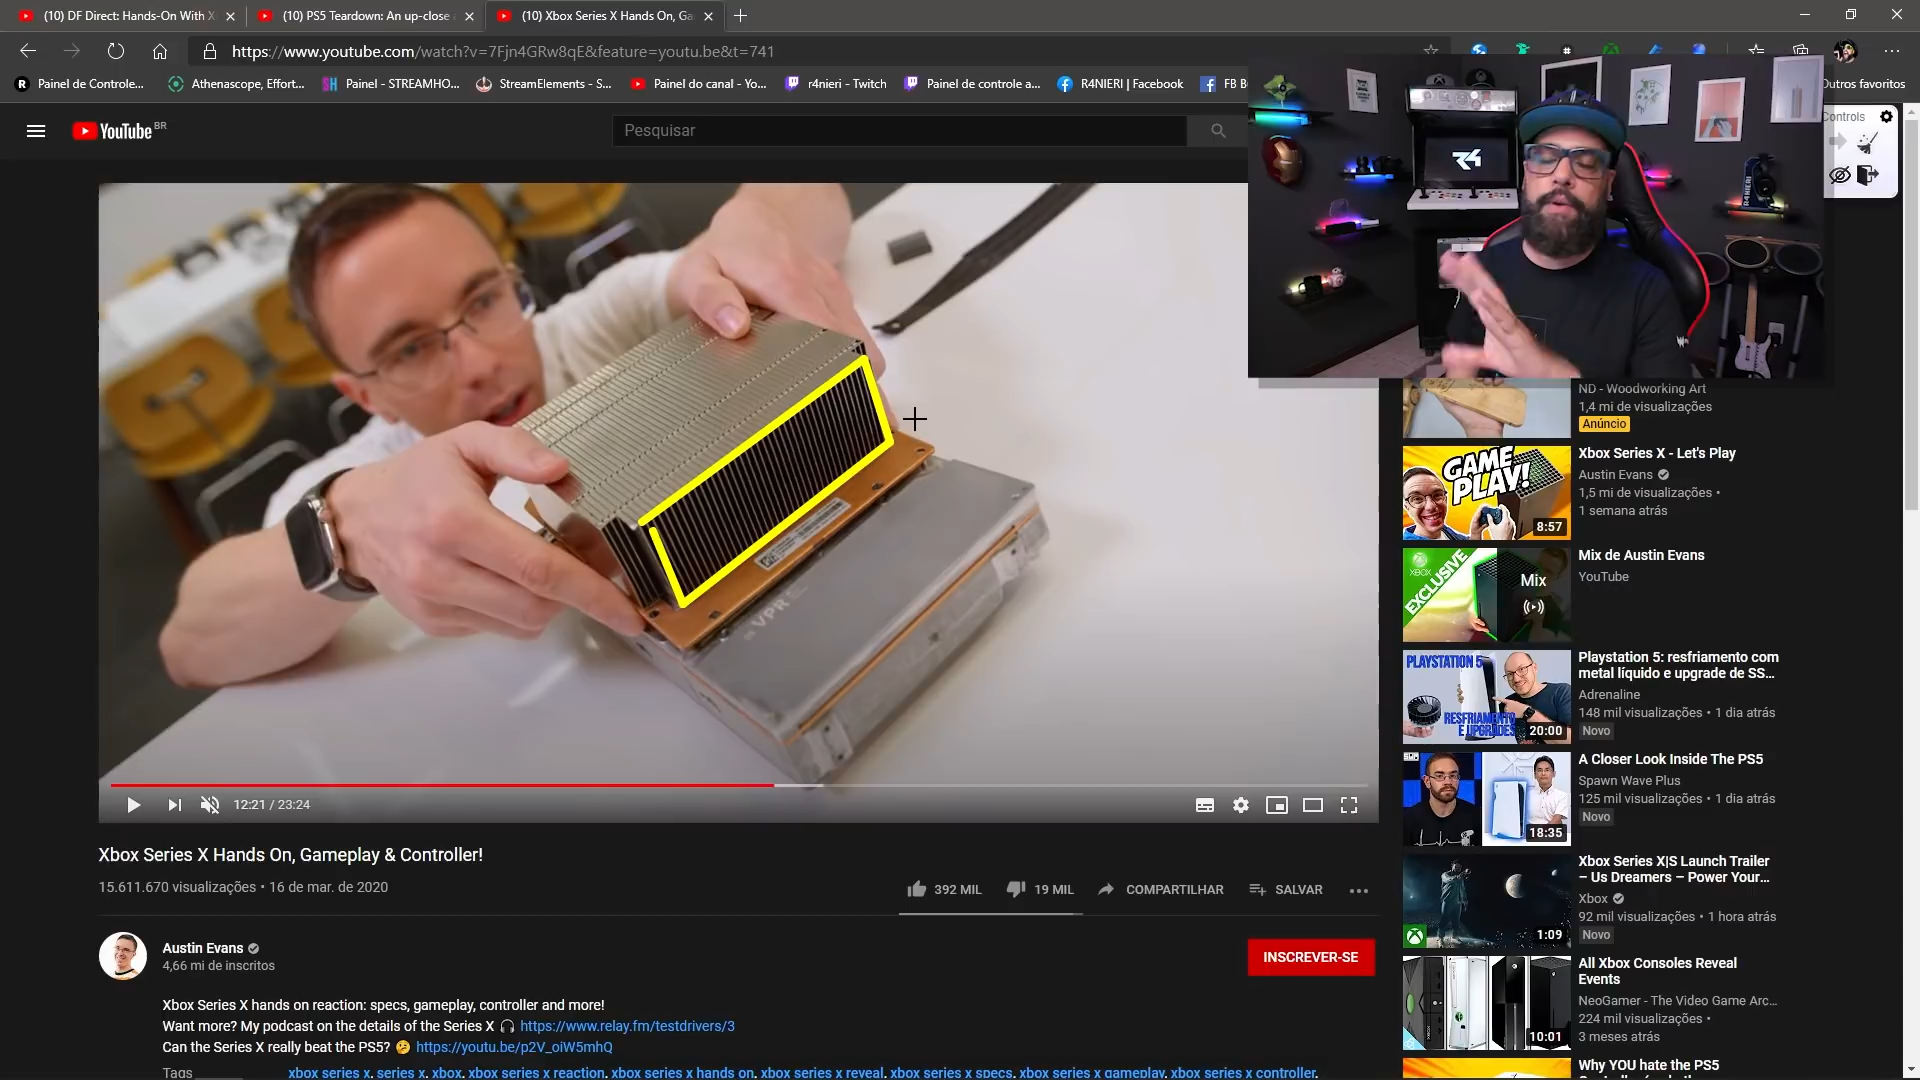 (10) DF Direct: Hands-On With X
(10) PS5 Teardown: An up-close
(10) Xbox Series X Hands On, Ga
https://www.youtube.com/watch?v=7Fjn4GRw8qE&feature=youtu.be&t=741
Painel de Controle...
Athenascope, Effort...
Painel - STREAMHO...
StreamElements - S...
Painel do canal - Yo...
r4nieri - Twitch
Painel de controle a...
R4NIERI | Facebook
FB B
Outros favoritos
YouTube BR
Pesquisar
Controls
R4
R4NIERI
VPR
12:21 / 23:24
Xbox Series X Hands On, Gameplay & Controller!
15.611.670 visualizações • 16 de mar. de 2020
392 MIL
19 MIL
COMPARTILHAR
SALVAR
Austin Evans
4,66 mi de inscritos
INSCREVER-SE
Xbox Series X hands on reaction: specs, gameplay, controller and more!
Want more? My podcast on the details of the Series X 🎧 https://www.relay.fm/testdrivers/3
Can the Series X really beat the PS5? 🤔 https://youtu.be/p2V_oiW5mhQ
Tags xbox series x, series x, xbox, xbox series x reaction, xbox series x hands on, xbox series x reveal, xbox series x specs, xbox series x gameplay, xbox series x controller,
ND - Woodworking Art
1,4 mi de visualizações
Anúncio
GAME PLAY!
8:57
Xbox Series X - Let's Play
Austin Evans
1,5 mi de visualizações •
1 semana atrás
XBOX
EXCLUSIVE
Mix
Mix de Austin Evans
YouTube
PLAYSTATION 5
RESFRIAMENTO
E UPGRADES
20:00
Playstation 5: resfriamento com
metal líquido e upgrade de SS...
Adrenaline
148 mil visualizações • 1 dia atrás
Novo
18:35
A Closer Look Inside The PS5
Spawn Wave Plus
125 mil visualizações • 1 dia atrás
Novo
1:09
Xbox Series X|S Launch Trailer
– Us Dreamers – Power Your...
Xbox
92 mil visualizações • 1 hora atrás
Novo
10:01
All Xbox Consoles Reveal
Events
NeoGamer - The Video Game Arc...
224 mil visualizações •
3 meses atrás
Why YOU hate the PS5